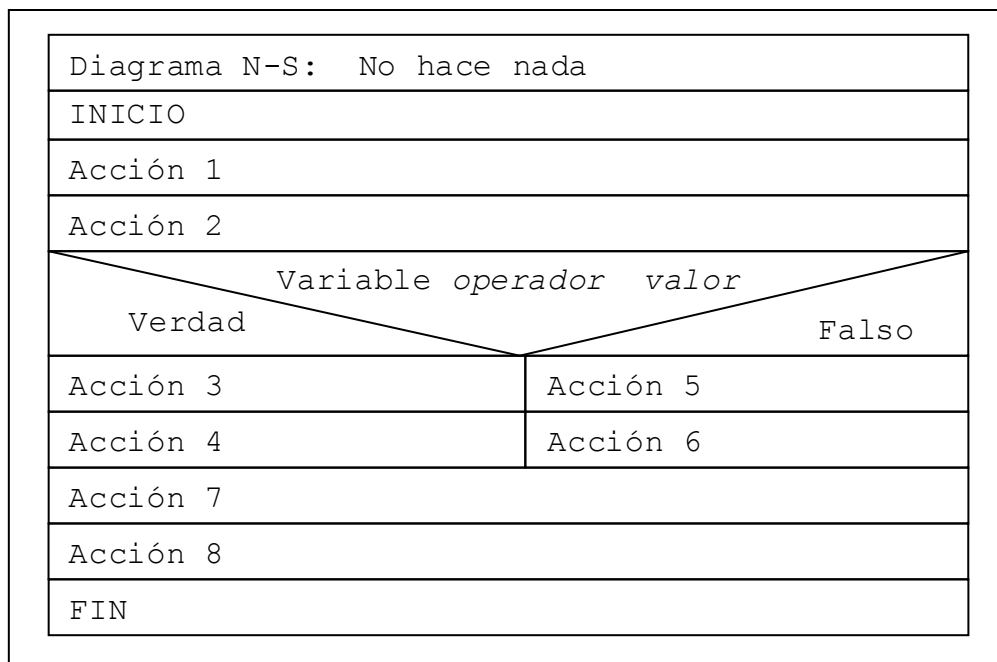 Diagrama N-S:  No hace nada
INICIO
Acción 1
Acción 2
Variable operador  valor
Verdad
Falso
Acción 3
Acción 5
Acción 4
Acción 6
Acción 7
Acción 8
FIN